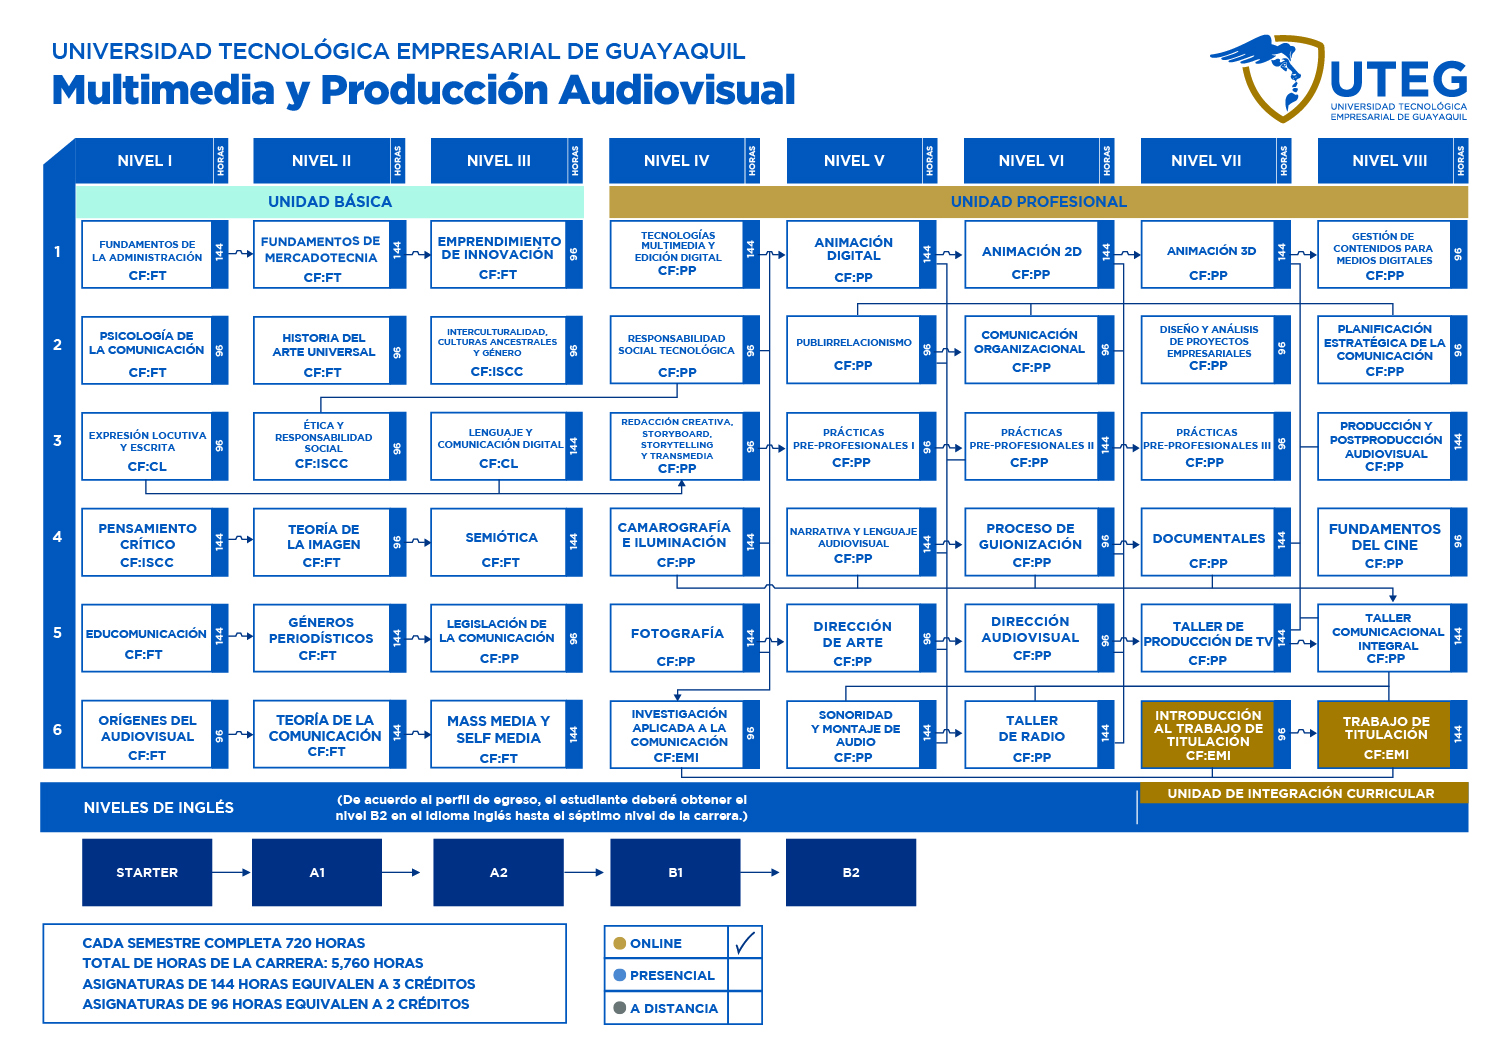 UNIVERSIDAD TECNOLÓGICA EMPRESARIAL DE GUAYAQUIL
Multimedia y Producción Audiovisual
UTEG
UNIVERSIDAD TECNOLÓGICA
EMPRESARIAL DE GUAYAQUIL
NIVEL I HORAS NIVEL II HORAS NIVEL III HORAS NIVEL IV HORAS NIVEL V HORAS NIVEL VI HORAS NIVEL VII HORAS NIVEL VIII HORAS
UNIDAD BÁSICA
UNIDAD PROFESIONAL
1
FUNDAMENTOS DE
LA ADMINISTRACIÓN
CF:FT
144
FUNDAMENTOS DE
MERCADOTECNIA
CF:FT
144
EMPRENDIMIENTO
DE INNOVACIÓN
CF:FT
96
TECNOLOGÍAS
MULTIMEDIA Y
EDICIÓN DIGITAL
CF:PP
144
ANIMACIÓN
DIGITAL
CF:PP
144
ANIMACIÓN 2D
CF:PP
144
ANIMACIÓN 3D
CF:PP
144
GESTIÓN DE
CONTENIDOS PARA
MEDIOS DIGITALES
CF:PP
96
2
PSICOLOGÍA DE
LA COMUNICACIÓN
CF:FT
96
HISTORIA DEL
ARTE UNIVERSAL
CF:FT
96
INTERCULTURALIDAD,
CULTURAS ANCESTRALES
Y GÉNERO
CF:ISCC
96
RESPONSABILIDAD
SOCIAL TECNOLÓGICA
CF:PP
96
PUBLIRRELACIONISMO
CF:PP
96
COMUNICACIÓN
ORGANIZACIONAL
CF:PP
96
DISEÑO Y ANÁLISIS
DE PROYECTOS
EMPRESARIALES
CF:PP
96
PLANIFICACIÓN
ESTRATÉGICA DE LA
COMUNICACIÓN
CF:PP
96
3
EXPRESIÓN LOCUTIVA
Y ESCRITA
CF:CL
96
ÉTICA Y
RESPONSABILIDAD
SOCIAL
CF:ISCC
96
LENGUAJE Y
COMUNICACIÓN DIGITAL
CF:CL
144
REDACCIÓN CREATIVA,
STORYBOARD,
STORYTELLING
Y TRANSMEDIA
CF:PP
96
PRÁCTICAS
PRE-PROFESIONALES I
CF:PP
96
PRÁCTICAS
PRE-PROFESIONALES II
CF:PP
144
PRÁCTICAS
PRE-PROFESIONALES III
CF:PP
96
PRODUCCIÓN Y
POSTPRODUCCIÓN
AUDIOVISUAL
CF:PP
144
4
PENSAMIENTO
CRÍTICO
CF:ISCC
144
TEORÍA DE
LA IMAGEN
CF:FT
96
SEMIÓTICA
CF:FT
144
CAMAROGRAFÍA
E ILUMINACIÓN
CF:PP
144
NARRATIVA Y LENGUAJE
AUDIOVISUAL
CF:PP
144
PROCESO DE
GUIONIZACIÓN
CF:PP
96
DOCUMENTALES
CF:PP
144
FUNDAMENTOS
DEL CINE
CF:PP
96
5
EDUCOMUNICACIÓN
CF:FT
144
GÉNEROS
PERIODÍSTICOS
CF:FT
144
LEGISLACIÓN DE
LA COMUNICACIÓN
CF:PP
96
FOTOGRAFÍA
CF:PP
144
DIRECCIÓN
DE ARTE
CF:PP
96
DIRECCIÓN
AUDIOVISUAL
CF:PP
96
TALLER DE
PRODUCCIÓN DE TV
CF:PP
144
TALLER
COMUNICACIONAL
INTEGRAL
CF:PP
144
6
ORÍGENES DEL
AUDIOVISUAL
CF:FT
96
TEORÍA DE LA
COMUNICACIÓN
CF:FT
144
MASS MEDIA Y
SELF MEDIA
CF:FT
144
INVESTIGACIÓN
APLICADA A LA
COMUNICACIÓN
CF:EMI
96
SONORIDAD
Y MONTAJE DE
AUDIO
CF:PP
144
TALLER
DE RADIO
CF:PP
144
INTRODUCCIÓN
AL TRABAJO DE
TITULACIÓN
CF:EMI
96
TRABAJO DE
TITULACIÓN
CF:EMI
144
NIVELES DE INGLÉS
(De acuerdo al perfil de egreso, el estudiante deberá obtener el
nivel B2 en el idioma inglés hasta el séptimo nivel de la carrera.)
UNIDAD DE INTEGRACIÓN CURRICULAR
STARTER A1 A2 B1 B2
CADA SEMESTRE COMPLETA 720 HORAS
TOTAL DE HORAS DE LA CARRERA: 5,760 HORAS
ASIGNATURAS DE 144 HORAS EQUIVALEN A 3 CRÉDITOS
ASIGNATURAS DE 96 HORAS EQUIVALEN A 2 CRÉDITOS
ONLINE
PRESENCIAL
A DISTANCIA